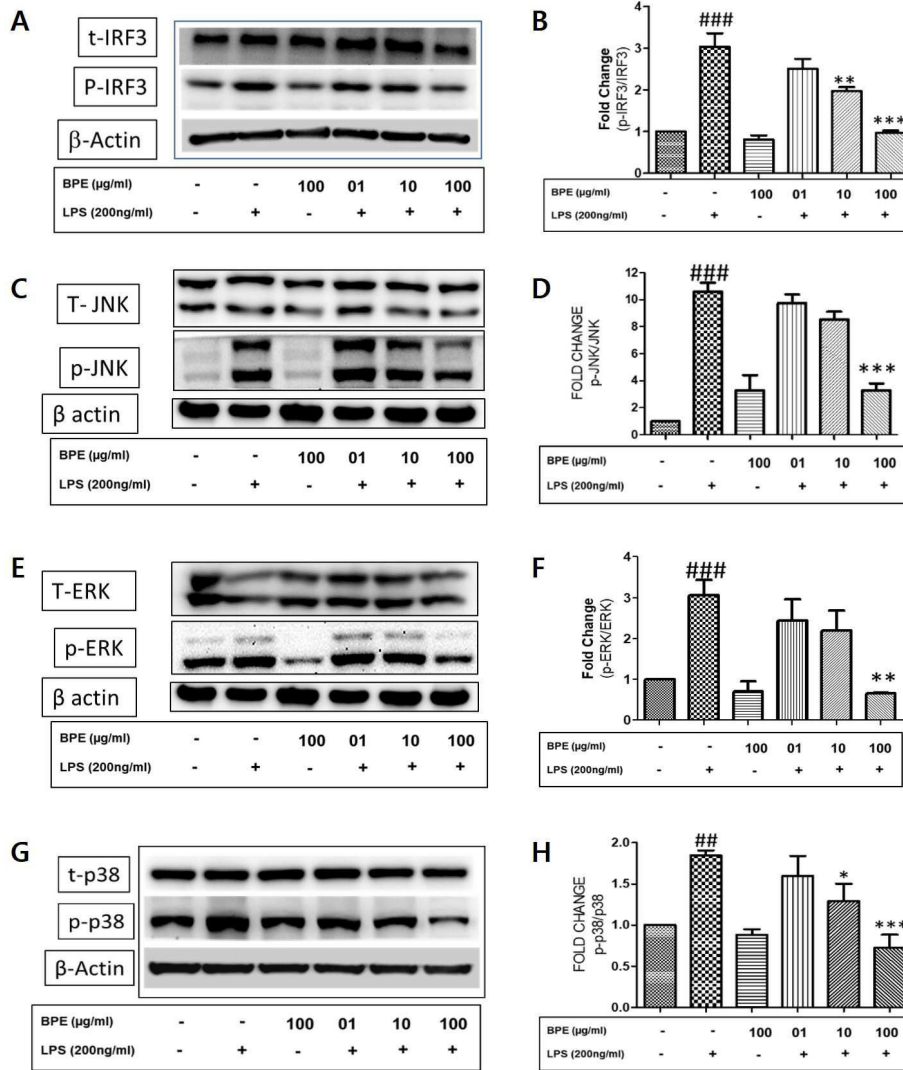 A
t-IRF3
P-IRF3
β-Actin
BPE (µg/ml) - - 100 01 10 100
LPS (200ng/ml) - + - + + +
B
Fold Change
(p-IRF3/IRF3)
4
3
2
1
0
###
**
***
BPE (µg/ml) - - 100 01 10 100
LPS (200ng/ml) - + - + + +
C
T- JNK
p-JNK
β actin
BPE (µg/ml) - - 100 01 10 100
LPS (200ng/ml) - + - + + +
D
FOLD CHANGE
p-JNK/JNK
12
10
8
6
4
2
0
###
***
BPE (µg/ml) - - 100 01 10 100
LPS (200ng/ml) - + - + + +
E
T-ERK
p-ERK
β actin
BPE (µg/ml) - - 100 01 10 100
LPS (200ng/ml) - + - + + +
F
Fold Change
(p-ERK/ERK)
4
3
2
1
0
###
**
BPE (µg/ml) - - 100 01 10 100
LPS (200ng/ml) - + - + + +
G
t-p38
p-p38
β-Actin
BPE (µg/ml) - - 100 01 10 100
LPS (200ng/ml) - + - + + +
H
FOLD CHANGE
p-p38/p38
2.0
1.5
1.0
0.5
0.0
##
*
***
BPE (µg/ml) - - 100 01 10 100
LPS (200ng/ml) - + - + + +